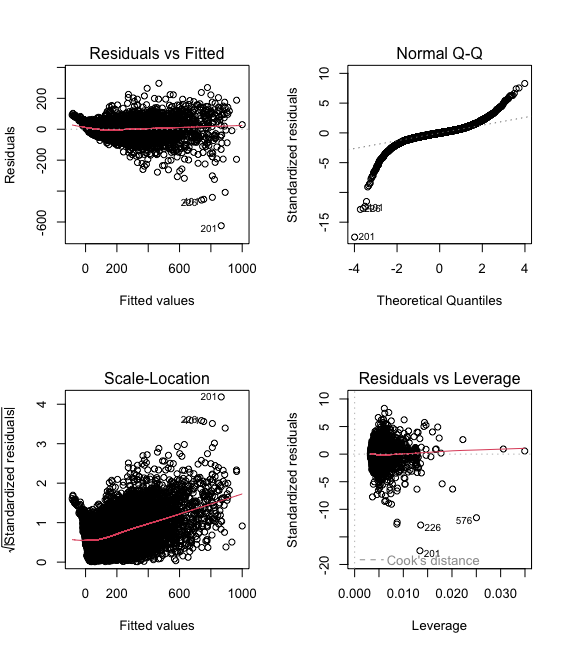 Residuals vs Fitted
Residuals
200
0
-200
-600
201
0 200 600 1000
Fitted values
Normal Q-Q
Standardized residuals
10
5
-5
-15
201
-4 -2 0 2 4
Theoretical Quantiles
Scale-Location
√|Standardized residuals|
4
3
2
1
0
201
0 200 600 1000
Fitted values
Residuals vs Leverage
Standardized residuals
10
5
0
-10
-20
576
226
201
Cook's distance
0.000 0.010 0.020 0.030
Leverage